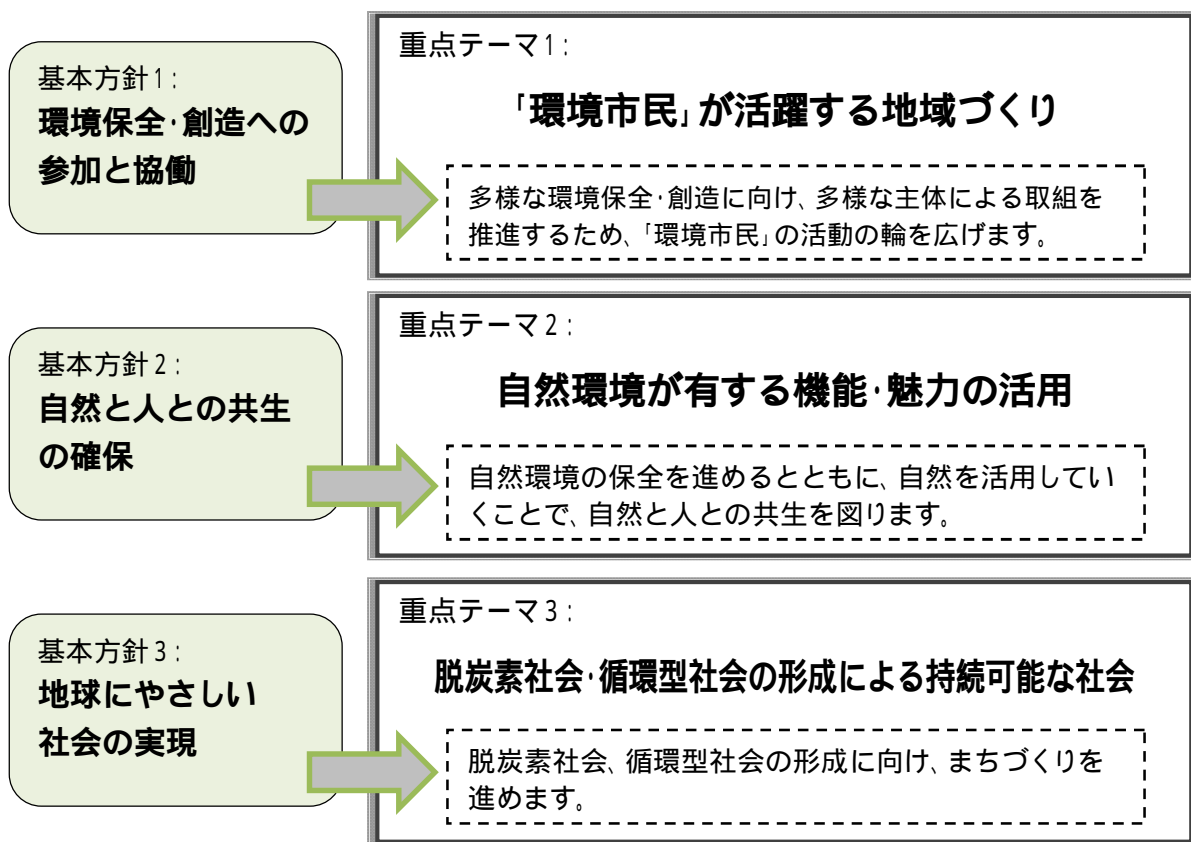 基本方針1:
環境保全・創造への
参加と協働
重点テーマ1:
「環境市民」が活躍する地域づくり
多様な環境保全・創造に向け、多様な主体による取組を
推進するため、「環境市民」の活動の輪を広げます。
基本方針2:
自然と人との共生
の確保
重点テーマ2:
自然環境が有する機能・魅力の活用
自然環境の保全を進めるとともに、自然を活用してい
くことで、自然と人との共生を図ります。
基本方針3:
地球にやさしい
社会の実現
重点テーマ3:
脱炭素社会・循環型社会の形成による持続可能な社会
脱炭素社会、循環型社会の形成に向け、まちづくりを
進めます。